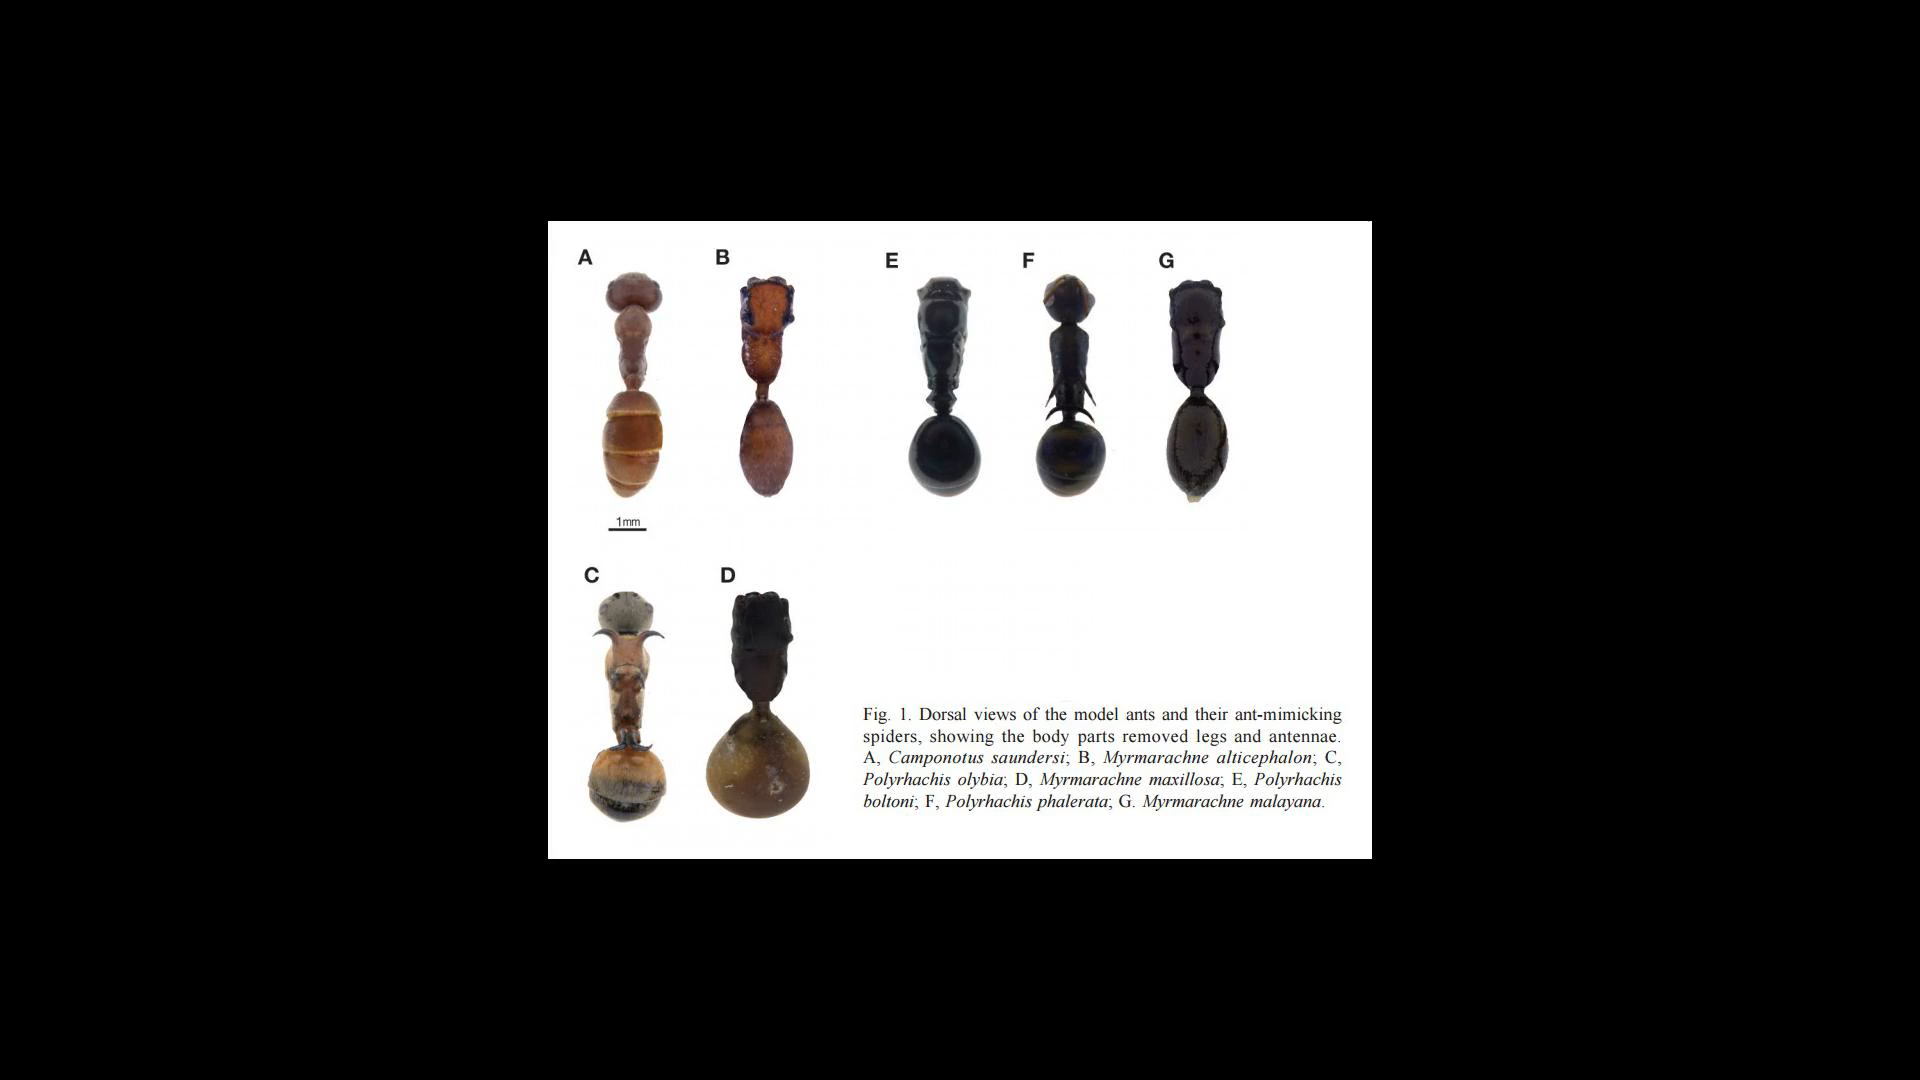 A
B
E
F
G
1mm
C
D
Fig. 1. Dorsal views of the model ants and their ant-mimicking
spiders, showing the body parts removed legs and antennae.
A, Camponotus saundersi; B, Myrmarachne alticephalon; C,
Polyrhachis olybia; D, Myrmarachne maxillosa; E, Polyrhachis
boltoni; F, Polyrhachis phalerata; G. Myrmarachne malayana.